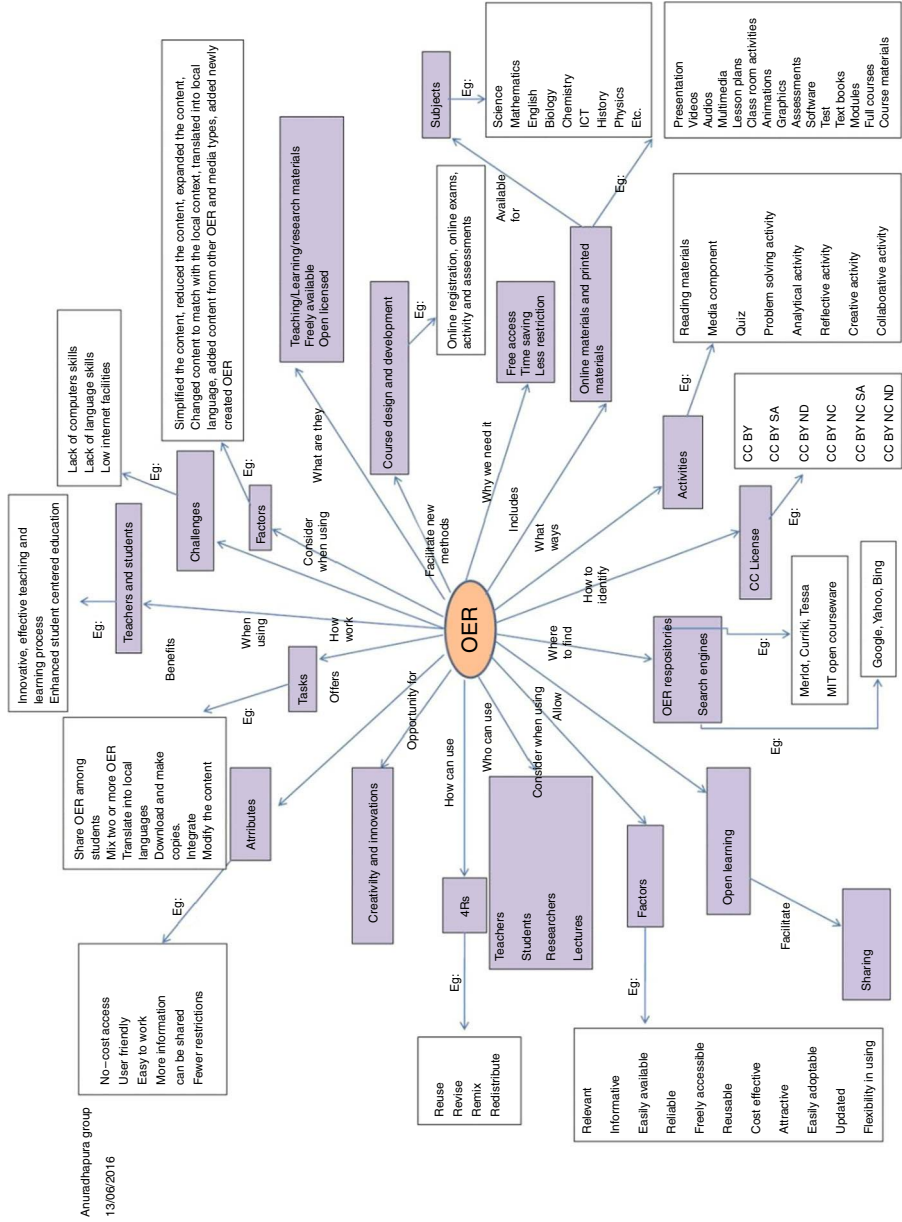 Anuradhapura group
13/06/2016
No–cost access
User friendly
Easy to work
More information
can be shared
Fewer restrictions
Eg:
Atrributes
Share OER among
students
Mix two or more OER
Translate into local
languages
Download and make
copies.
Integrate
Modify the content
Eg:
Tasks
Offers
Innovative, effective teaching and
learning process
Enhanced student centered education
Eg:
Teachers and students
Benefits
Lack of computers skills
Lack of language skills
Low internet facilities
Eg:
Challenges
When
using
How
work
Simplified the content, reduced the content, expanded the content,
Changed content to match with the local context, translated into local
language, added content from other OER and media types, added newly
created OER
Eg:
Factors
Consider
when using
Teaching/Learning/research materials
Freely available
Open licensed
What are they
Course design and development
Eg:
Online registration, online exams,
activity and assessments
Facilitate new
methods
Free access
Time saving
Less restriction
Why we need it
Subjects
Eg:
Science
Mathematics
English
Biology
Chemistry
ICT
History
Physics
Etc.
Available
for
Online materials and printed
materials
Includes
Eg:
Presentation
Videos
Audios
Multimedia
Lesson plans
Class room activities
Animations
Graphics
Assessments
Software
Test
Text books
Modules
Full courses
Course materials
What
ways
Activities
Eg:
Reading materials
Media component
Quiz
Problem solving activity
Analytical activity
Reflective activity
Creative activity
Collaborative activity
How to
identify
CC License
Eg:
CC BY
CC BY SA
CC BY ND
CC BY NC
CC BY NC SA
CC BY NC ND
OER
Where
to find
OER respositories
Search engines
Eg:
Merlot, Curriki, Tessa
MIT open courseware
Eg:
Google, Yahoo, Bing
Allow
Open learning
Facilitate
Sharing
Consider when using
Factors
Eg:
Relevant
Informative
Easily available
Reliable
Freely accessible
Reusable
Cost effective
Attractive
Easily adoptable
Updated
Flexibility in using
Who can use
Teachers
Students
Researchers
Lectures
How can use
4Rs
Eg:
Reuse
Revise
Remix
Redistribute
Opportunity for
Creativilty and innovations